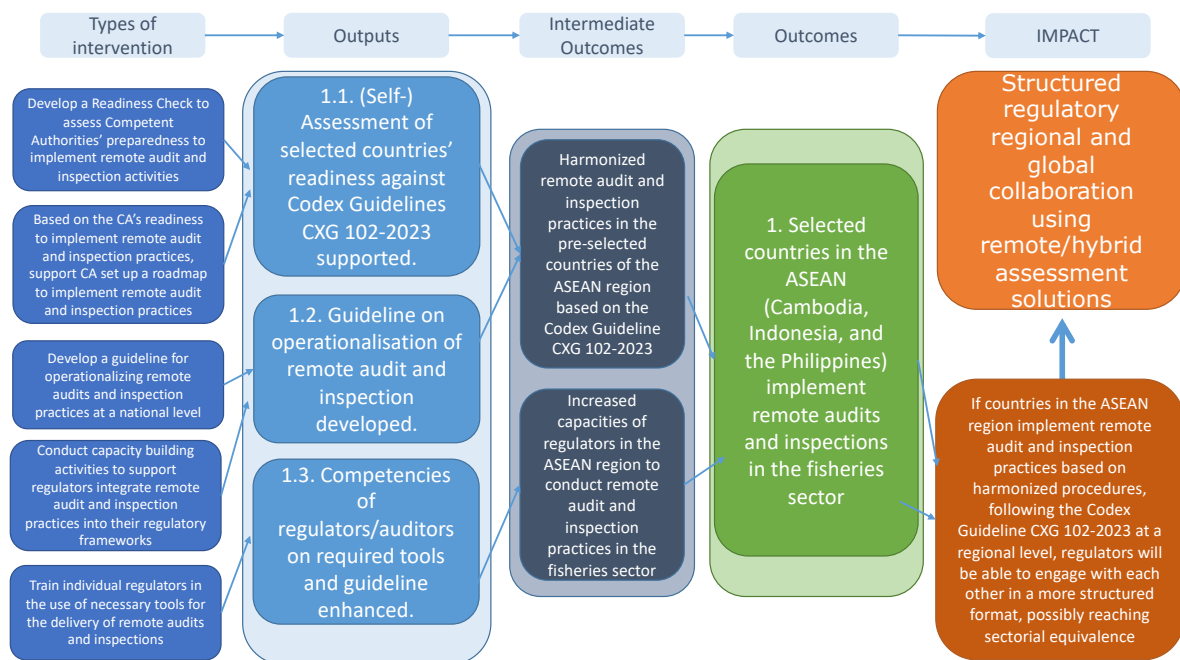 Types of
intervention
Outputs
Intermediate
Outcomes
Outcomes
IMPACT
Develop a Readiness Check to
assess Competent
Authorities' preparedness to
implement remote audit and
inspection activities
Based on the CA's readiness
to implement remote audit
and inspection practices,
support CA set up a roadmap
to implement remote audit
and inspection practices
Develop a guideline for
operationalizing remote
audits and inspection
practices at a national level
Conduct capacity building
activities to support
regulators integrate remote
audit and inspection
practices into their regulatory
frameworks
Train individual regulators in
the use of necessary tools for
the delivery of remote audits
and inspections
1.1. (Self-)
Assessment of
selected countries'
readiness against
Codex Guidelines
CXG 102-2023
supported.
1.2. Guideline on
operationalisation of
remote audit and
inspection
developed.
1.3. Competencies of
regulators/auditors
on required tools
and guideline
enhanced.
Harmonized
remote audit and
inspection
practices in the
pre-selected
countries of the
ASEAN region
based on the
Codex Guideline
CXG 102-2023
Increased
capacities of
regulators in the
ASEAN region to
conduct remote
audit and
inspection
practices in the
fisheries sector
1. Selected
countries in the
ASEAN
(Cambodia,
Indonesia, and
the Philippines)
implement
remote audits
and inspections
in the fisheries
sector
Structured
regulatory
regional and
global
collaboration
using
remote/hybrid
assessment
solutions
If countries in the ASEAN
region implement remote
audit and inspection
practices based on
harmonized procedures,
following the Codex
Guideline CXG 102-2023 at a
regional level, regulators will
be able to engage with each
other in a more structured
format, possibly reaching
sectorial equivalence